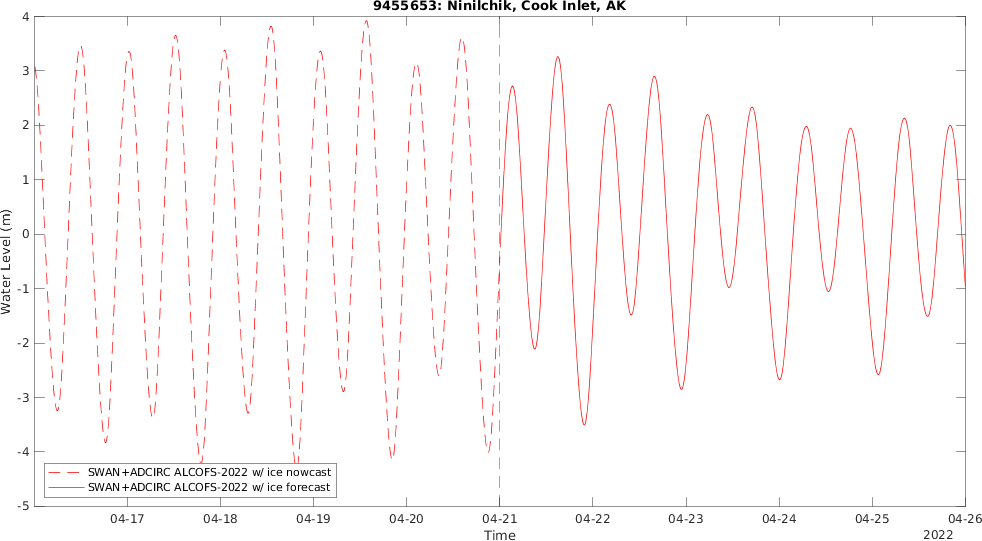 9455653: Ninilchik, Cook Inlet, AK
4
3
2
1
0
-1
-2
-3
-4
-5
Water Level (m)
SWAN+ADCIRC ALCOFS-2022 w/ ice nowcast
SWAN+ADCIRC ALCOFS-2022 w/ ice forecast
04-17 04-18 04-19 04-20 04-21 04-22 04-23 04-24 04-25 04-26
Time
2022